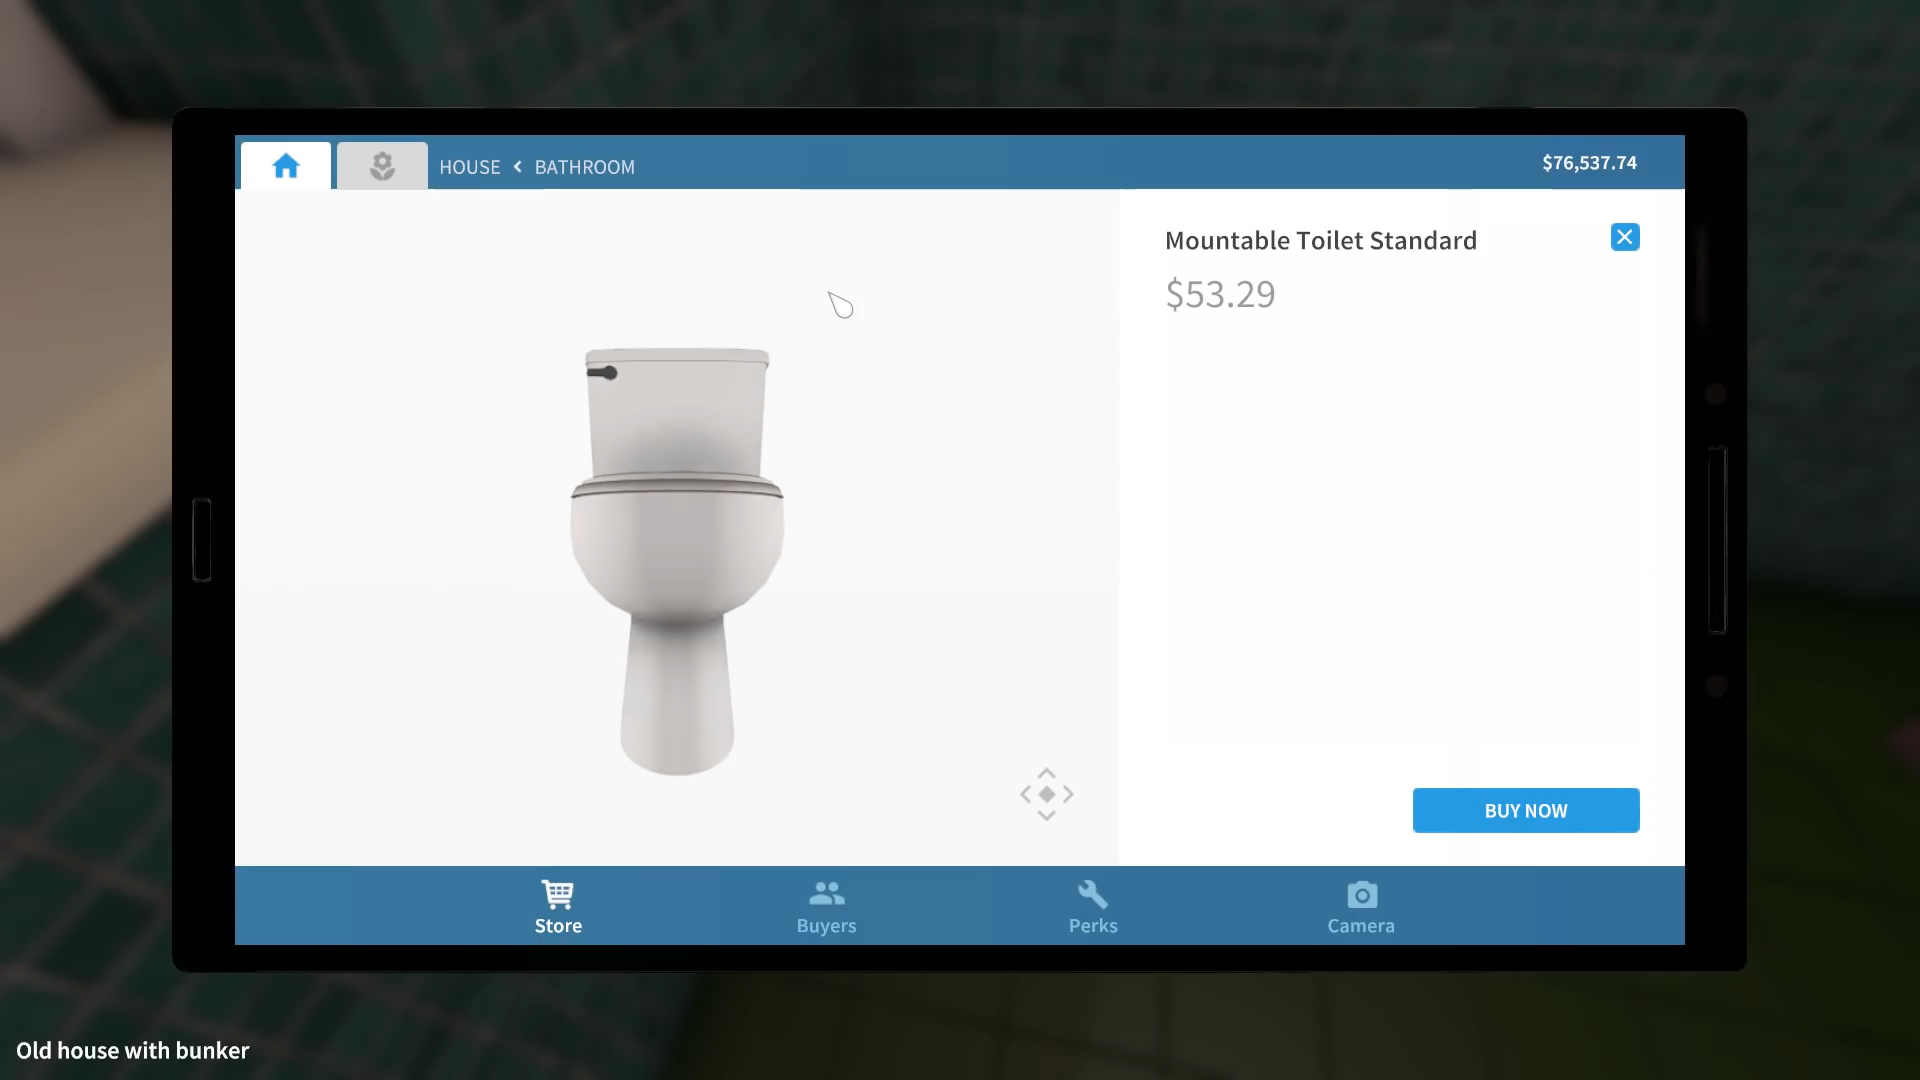 HOUSE < BATHROOM
$76,537.74
Mountable Toilet Standard
$53.29
BUY NOW
Store
Buyers
Perks
Camera
Old house with bunker